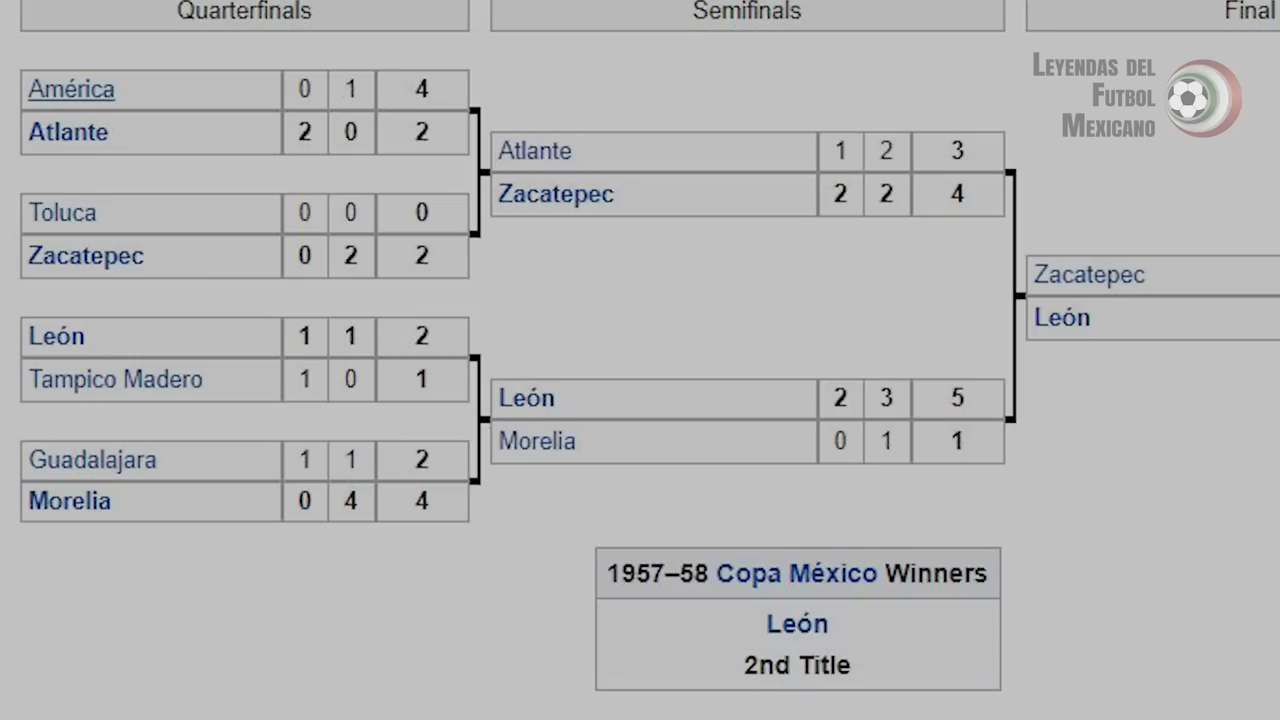 Quarterfinals
Semifinals
Final
LEYENDAS DEL
FUTBOL
MEXICANO
América 0 1 4
Atlante 2 0 2
Toluca 0 0 0
Zacatepec 0 2 2
León 1 1 2
Tampico Madero 1 0 1
Guadalajara 1 1 2
Morelia 0 4 4
Atlante 1 2 3
Zacatepec 2 2 4
León 2 3 5
Morelia 0 1 1
Zacatepec
León
1957–58 Copa México Winners
León
2nd Title